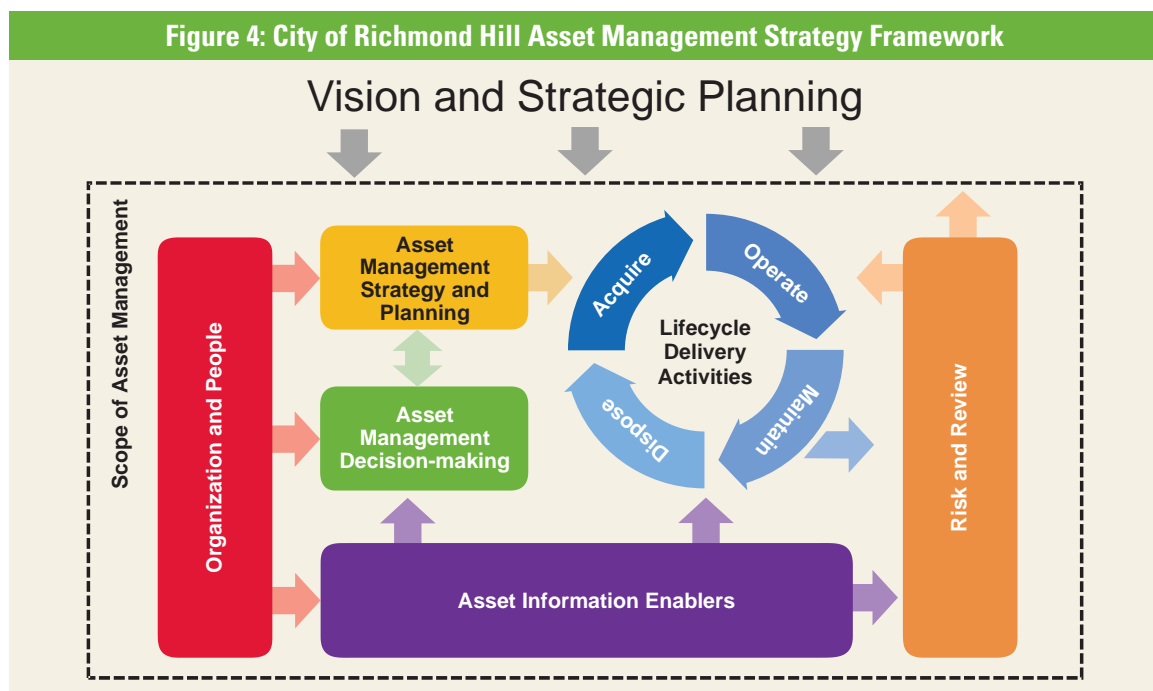 Figure 4: City of Richmond Hill Asset Management Strategy Framework
Vision and Strategic Planning
Scope of Asset Management
Organization and People
Asset
Management
Strategy and
Planning
Asset
Management
Decision-making
Acquire
Operate
Maintain
Dispose
Lifecycle
Delivery
Activities
Asset Information Enablers
Risk and Review